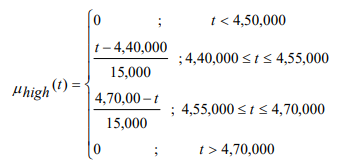 0 ; t < 4,50,000
t – 4,40,000 / 15,000 ; 4,40,000 ≤ t ≤ 4,55,000
μhigh (t) =
4,70,00 – t / 15,000 ; 4,55,000 ≤ t ≤ 4,70,000
0 ; t > 4,70,000